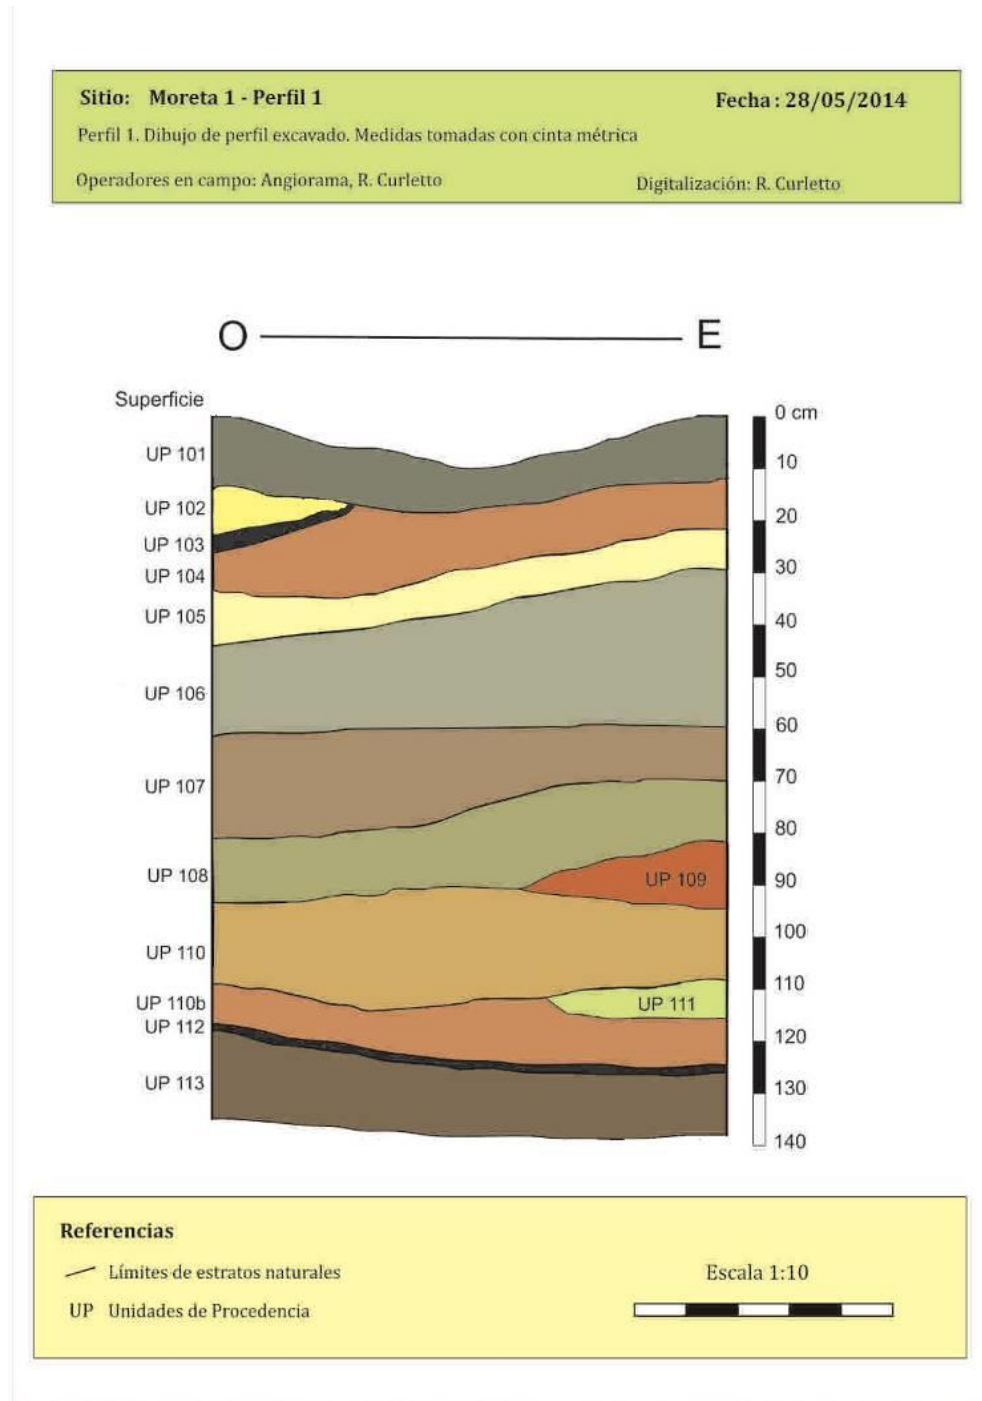 Sitio: Moreta 1 - Perfil 1
Fecha: 28/05/2014
Perfil 1. Dibujo de perfil excavado. Medidas tomadas con cinta métrica
Operadores en campo: Angiorama, R. Curletto
Digitalización: R. Curletto
O
E
Superficie
UP 101
UP 102
UP 103
UP 104
UP 105
UP 106
UP 107
UP 108
UP 109
UP 110
UP 110b
UP 111
UP 112
UP 113
0 cm
10
20
30
40
50
60
70
80
90
100
110
120
130
140
Referencias
Límites de estratos naturales
UP Unidades de Procedencia
Escala 1:10